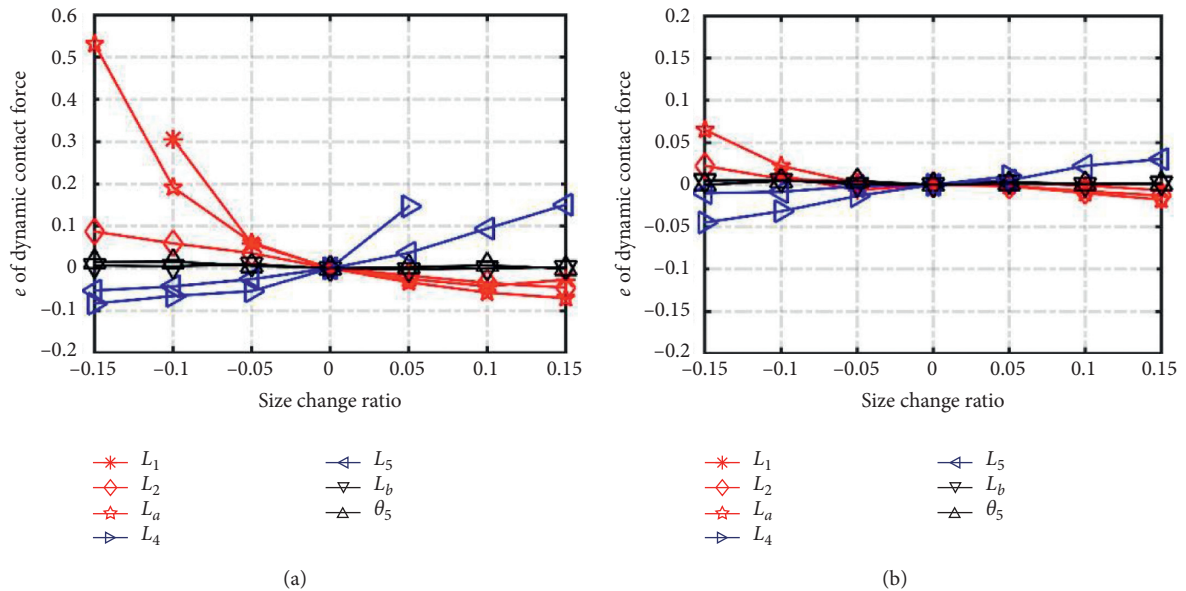 0.6
0.5
0.4
0.3
0.2
0.1
0
−0.1
−0.2
e of dynamic contact force
−0.15 −0.1 −0.05 0 0.05 0.1 0.15
Size change ratio
L1
L2
La
L4
L5
Lb
θ5
(a)
0.2
0.15
0.1
0.05
0
−0.05
−0.1
−0.15
−0.2
e of dynamic contact force
−0.15 −0.1 −0.05 0 0.05 0.1 0.15
Size change ratio
L1
L2
La
L4
L5
Lb
θ5
(b)